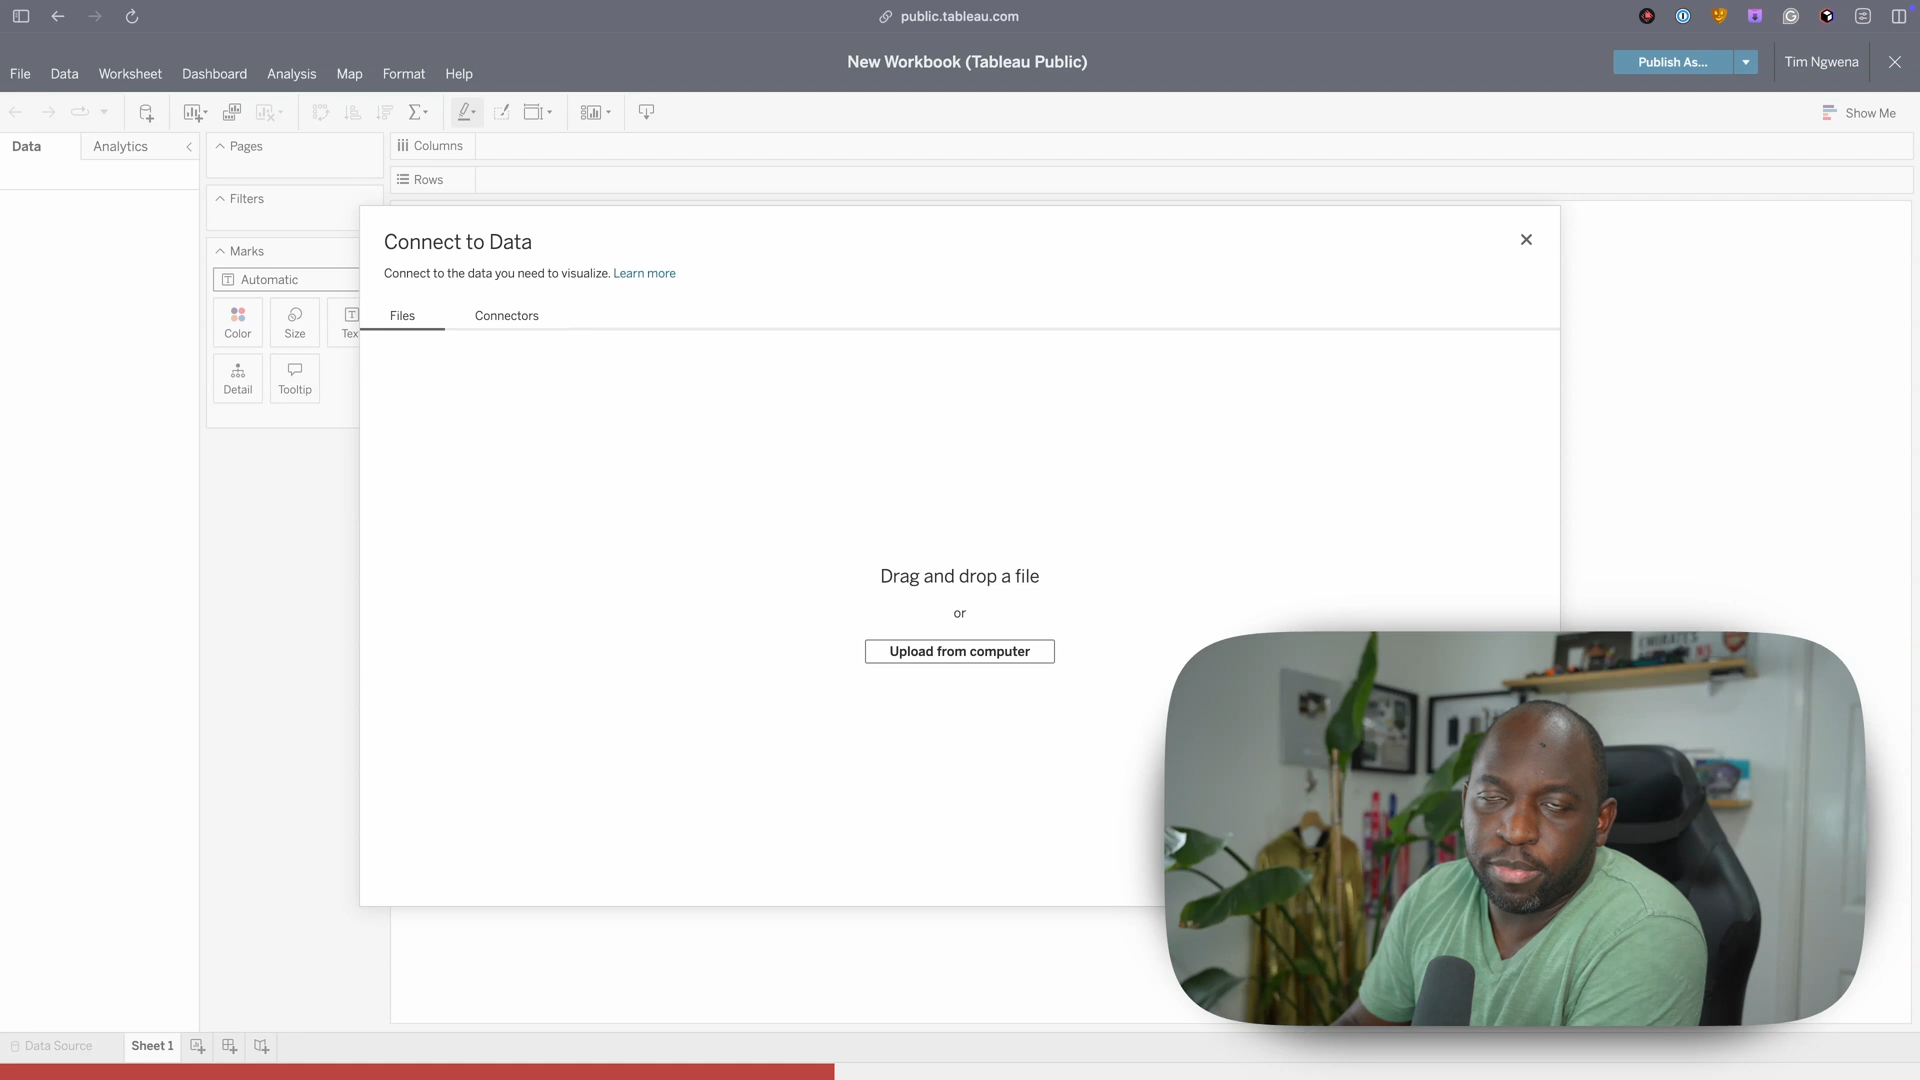 public.tableau.com
New Workbook (Tableau Public)
Publish As...
Tim Ngwena
File Data Worksheet Dashboard Analysis Map Format Help
Show Me
Data
Analytics
Pages
Columns
Rows
Filters
Marks
Automatic
Color
Size
Tex
Detail
Tooltip
Connect to Data
Connect to the data you need to visualize. Learn more
Files
Connectors
Drag and drop a file
or
Upload from computer
EMIRATES
Data Source
Sheet 1